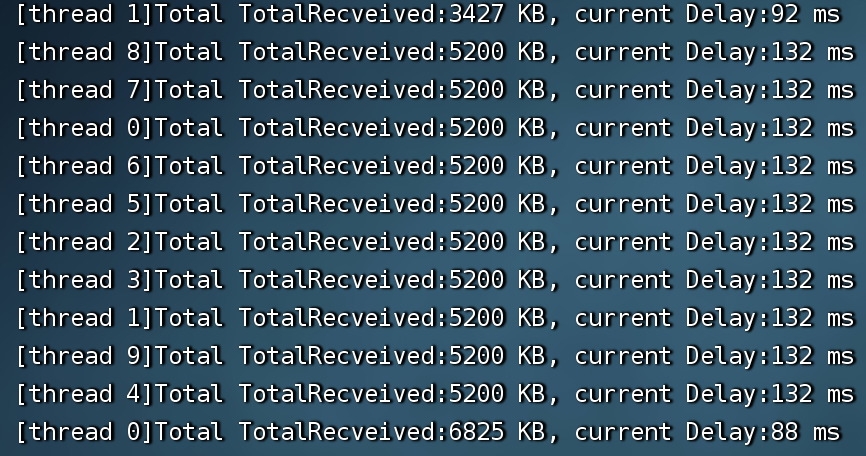 [thread 1]Total TotalRecveived:3427 KB, current Delay:92 ms
[thread 8]Total TotalRecveived:5200 KB, current Delay:132 ms
[thread 7]Total TotalRecveived:5200 KB, current Delay:132 ms
[thread 0]Total TotalRecveived:5200 KB, current Delay:132 ms
[thread 6]Total TotalRecveived:5200 KB, current Delay:132 ms
[thread 5]Total TotalRecveived:5200 KB, current Delay:132 ms
[thread 2]Total TotalRecveived:5200 KB, current Delay:132 ms
[thread 3]Total TotalRecveived:5200 KB, current Delay:132 ms
[thread 1]Total TotalRecveived:5200 KB, current Delay:132 ms
[thread 9]Total TotalRecveived:5200 KB, current Delay:132 ms
[thread 4]Total TotalRecveived:5200 KB, current Delay:132 ms
[thread 0]Total TotalRecveived:6825 KB, current Delay:88 ms